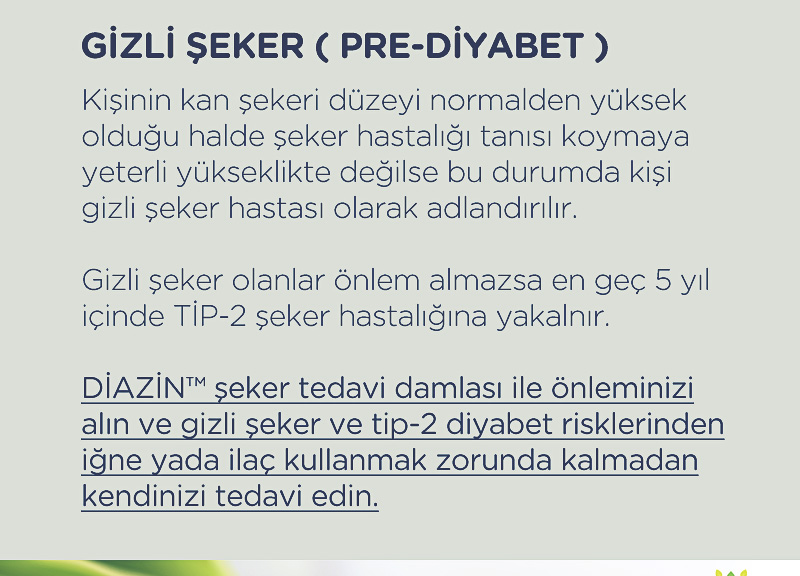 GİZLİ ŞEKER ( PRE-DİYABET )
Kişinin kan şekeri düzeyi normalden yüksek
olduğu halde şeker hastalığı tanısı koymaya
yeterli yükseklikte değilse bu durumda kişi
gizli şeker hastası olarak adlandırılır.
Gizli şeker olanlar önlem almazsa en geç 5 yıl
içinde TİP-2 şeker hastalığına yakalnır.
DİAZİN™ şeker tedavi damlası ile önleminizi
alın ve gizli şeker ve tip-2 diyabet risklerinden
iğne yada ilaç kullanmak zorunda kalmadan
kendinizi tedavi edin.